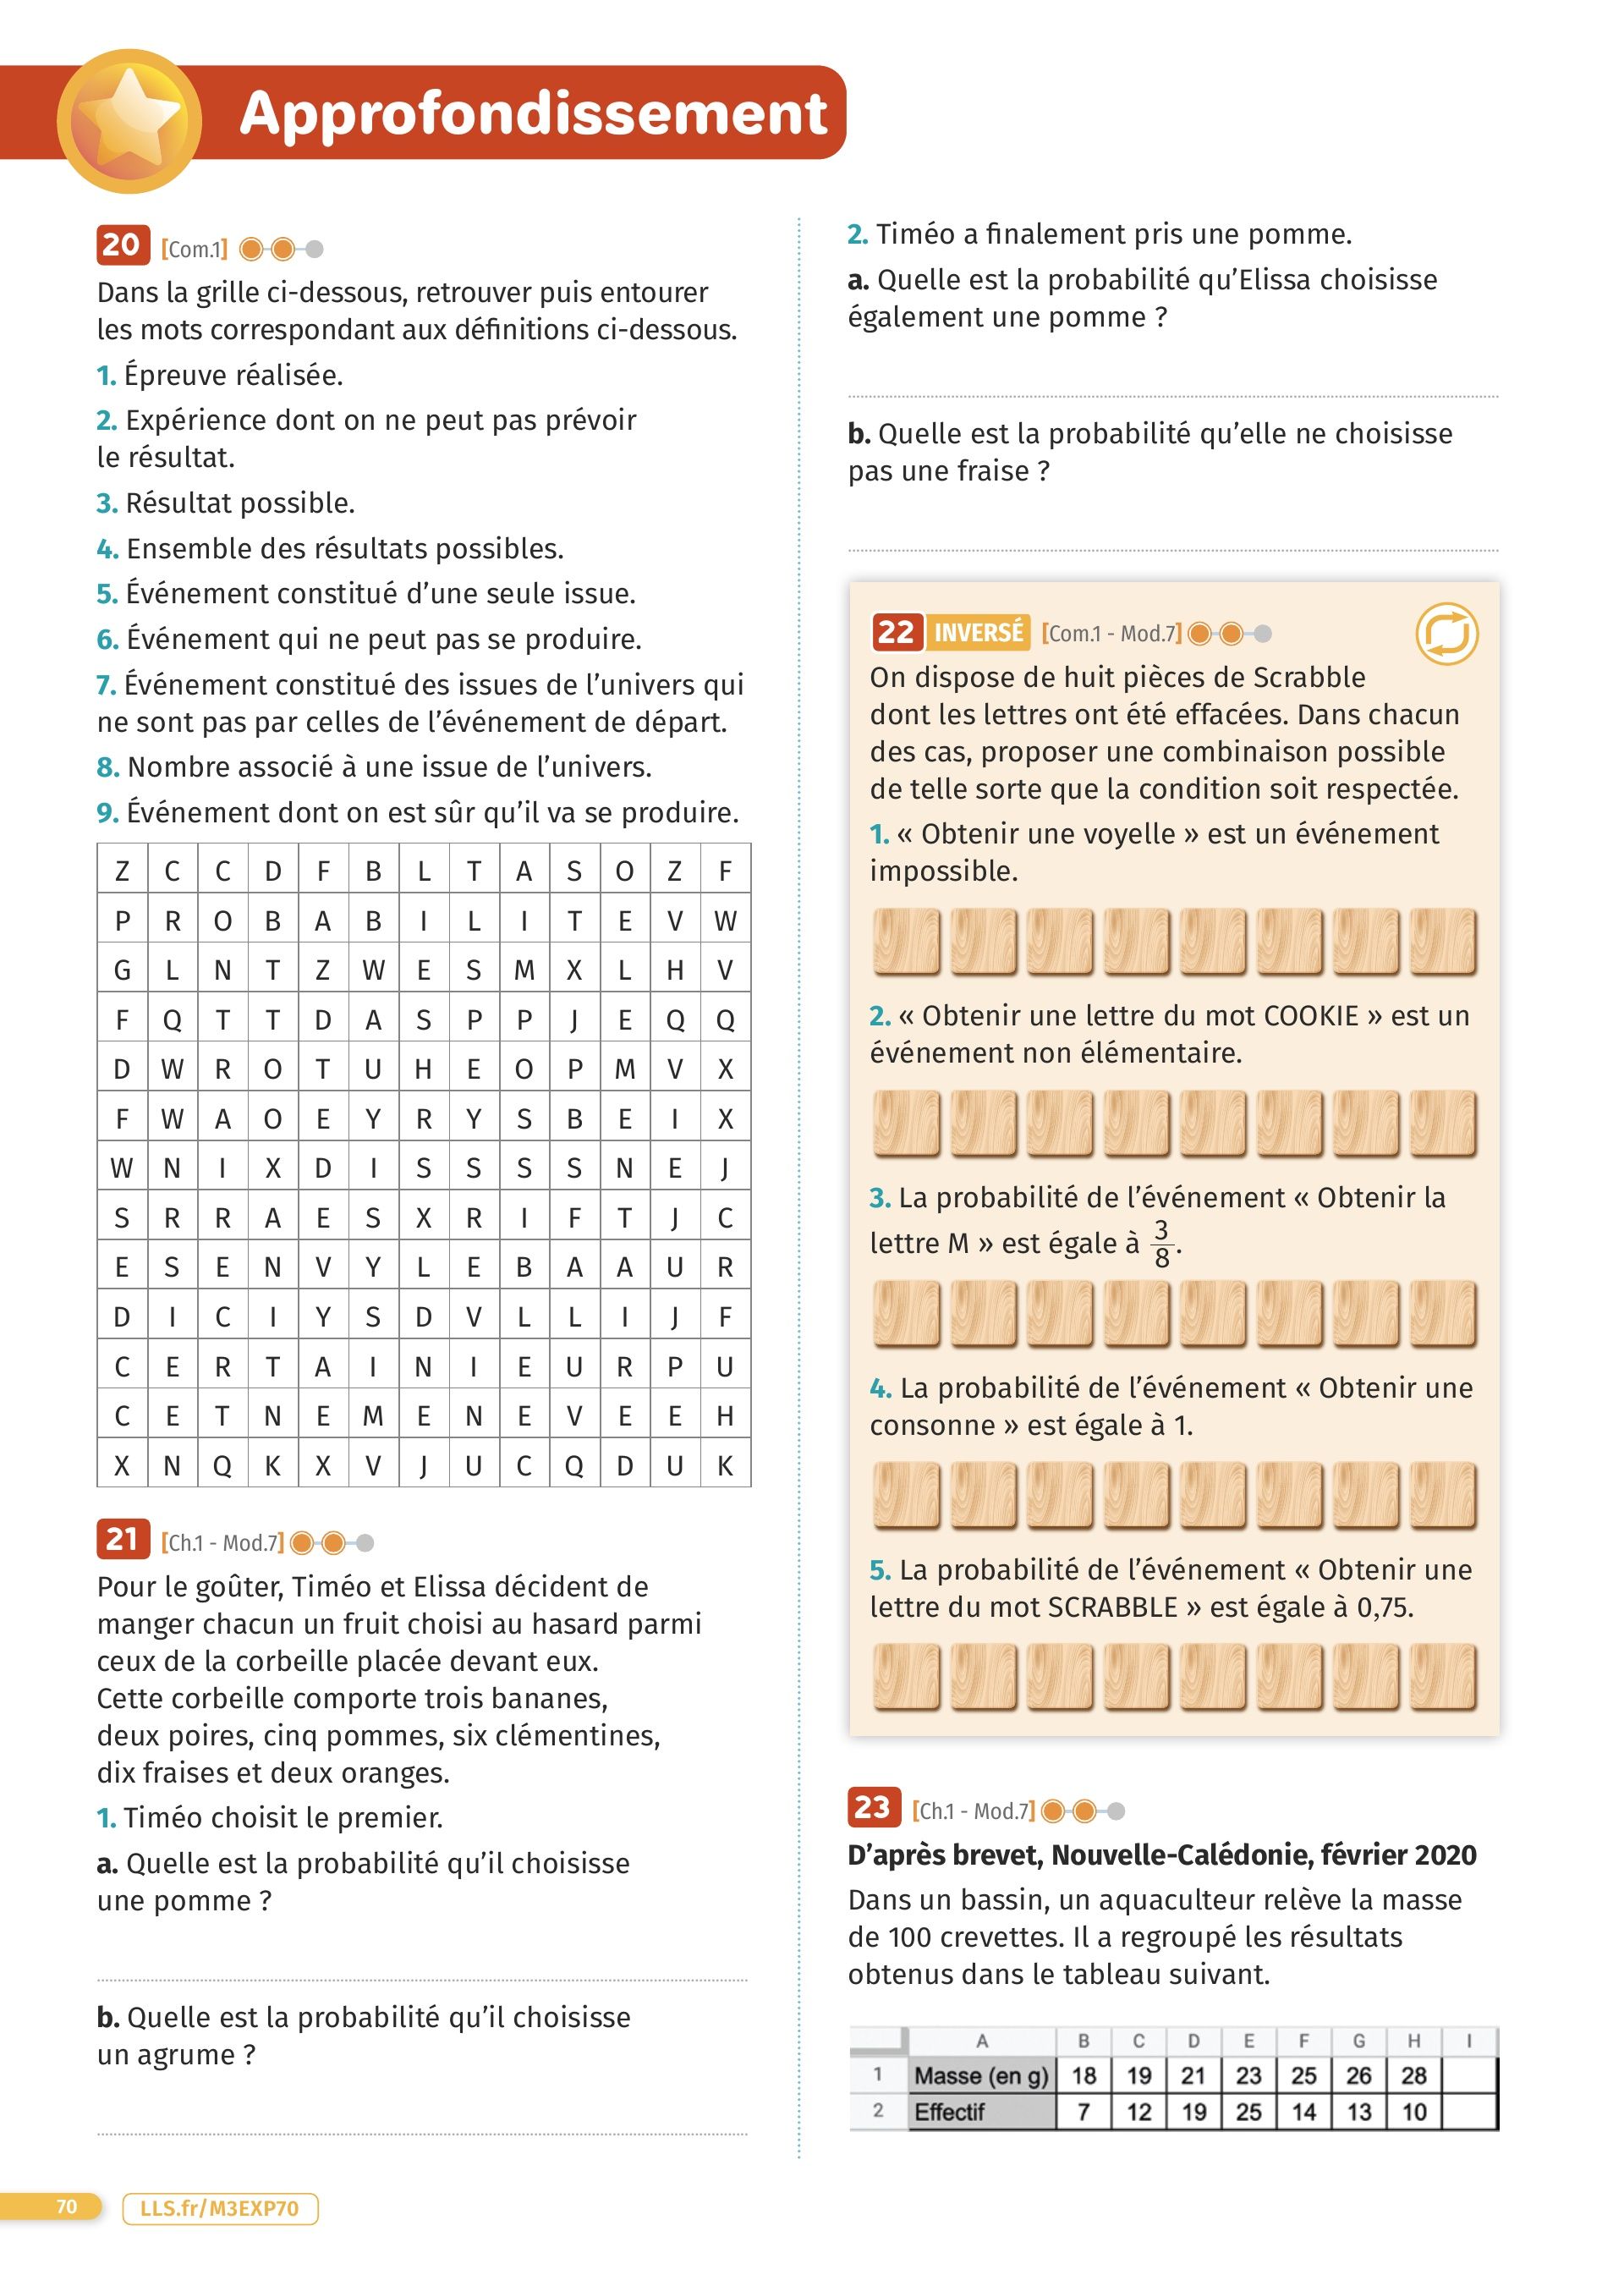 Approfondissement
20 [Com.1]
Dans la grille ci-dessous, retrouver puis entourer
les mots correspondant aux définitions ci-dessous.
1. Épreuve réalisée.
2. Expérience dont on ne peut pas prévoir
le résultat.
3. Résultat possible.
4. Ensemble des résultats possibles.
5. Événement constitué d’une seule issue.
6. Événement qui ne peut pas se produire.
7. Événement constitué des issues de l’univers qui
ne sont pas par celles de l’événement de départ.
8. Nombre associé à une issue de l’univers.
9. Événement dont on est sûr qu’il va se produire.
Z C C D F B L T A S O Z F
P R O B A B I L I T E V W
G L N T Z W E S M X L H V
F Q T T D A S P P J E Q Q
D W R O T U H E O P M V X
F W A O E Y R Y S B E I X
W N I X D I S S S S N E J
S R R A E S X R I F T J C
E S E N V Y L E B A A U R
D I C I Y S D V L L I J F
C E R T A I N I E U R P U
C E T N E M E N E V E E H
X N Q K X V J U C Q D U K
21 [Ch.1 - Mod.7]
Pour le goûter, Timéo et Elissa décident de
manger chacun un fruit choisi au hasard parmi
ceux de la corbeille placée devant eux.
Cette corbeille comporte trois bananes,
deux poires, cinq pommes, six clémentines,
dix fraises et deux oranges.
1. Timéo choisit le premier.
a. Quelle est la probabilité qu’il choisisse
une pomme ?
b. Quelle est la probabilité qu’il choisisse
un agrume ?
2. Timéo a finalement pris une pomme.
a. Quelle est la probabilité qu’Elissa choisisse
également une pomme ?
b. Quelle est la probabilité qu’elle ne choisisse
pas une fraise ?
22 INVERSÉ [Com.1 - Mod.7]
On dispose de huit pièces de Scrabble
dont les lettres ont été effacées. Dans chacun
des cas, proposer une combinaison possible
de telle sorte que la condition soit respectée.
1. « Obtenir une voyelle » est un événement
impossible.
2. « Obtenir une lettre du mot COOKIE » est un
événement non élémentaire.
3. La probabilité de l’événement « Obtenir la
lettre M » est égale à 3/8.
4. La probabilité de l’événement « Obtenir une
consonne » est égale à 1.
5. La probabilité de l’événement « Obtenir une
lettre du mot SCRABBLE » est égale à 0,75.
23 [Ch.1 - Mod.7]
D’après brevet, Nouvelle-Calédonie, février 2020
Dans un bassin, un aquaculteur relève la masse
de 100 crevettes. Il a regroupé les résultats
obtenus dans le tableau suivant.
A B C D E F G H I
1 Masse (en g) 18 19 21 23 25 26 28
2 Effectif 7 12 19 25 14 13 10
70 LLS.fr/M3EXP70